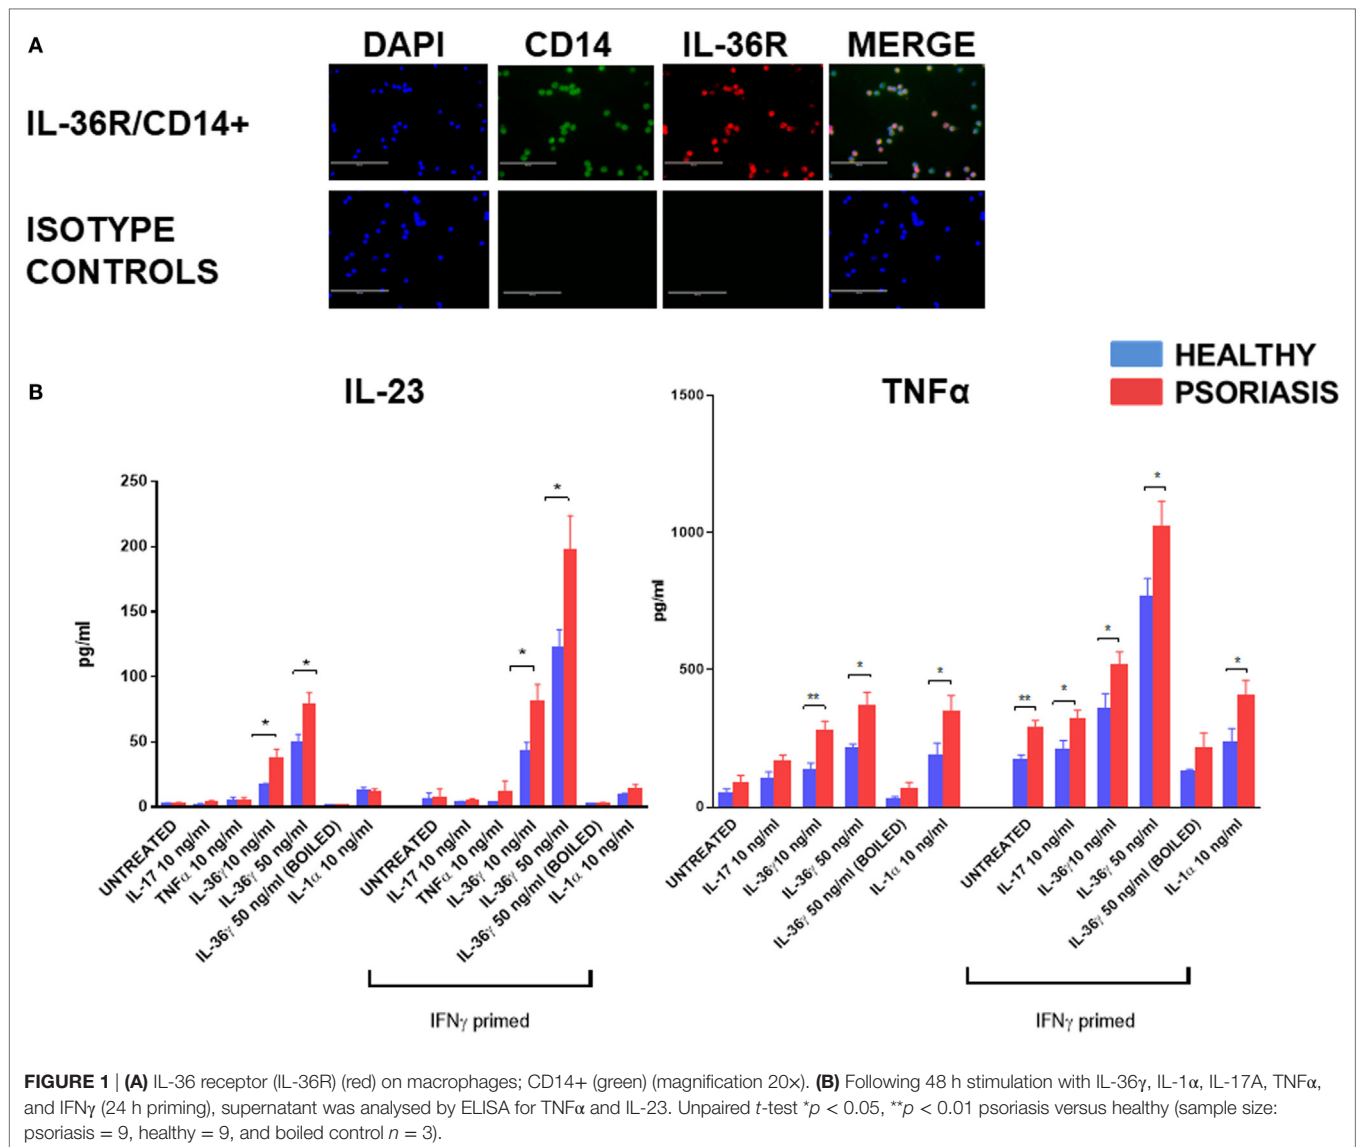 A
DAPI CD14 IL-36R MERGE
IL-36R/CD14+
ISOTYPE
CONTROLS
HEALTHY
PSORIASIS
B
IL-23
TNFα
250
200
150
100
50
0
pg/ml
*
*
*
*
UNTREATED
IL-17 10 ng/ml
TNFα 10 ng/ml
IL-36γ10 ng/ml
IL-36γ 50 ng/ml
IL-36γ 50 ng/ml (BOILED)
IL-1α 10 ng/ml
UNTREATED
IL-17 10 ng/ml
TNFα 10 ng/ml
IL-36γ 10 ng/ml
IL-36γ 50 ng/ml
IL-36γ 50 ng/ml (BOILED)
IL-1α 10 ng/ml
IFNγ primed
1500
1000
500
0
pg/ml
**
*
*
**
*
*
*
*
UNTREATED
IL-17 10 ng/ml
IL-36γ10 ng/ml
IL-36γ 50 ng/ml
IL-36γ 50 ng/ml (BOILED)
IL-1α 10 ng/ml
UNTREATED
IL-17 10 ng/ml
IL-36γ10 ng/ml
IL-36γ 50 ng/ml
IL-36γ 50 ng/ml (BOILED)
IL-1α 10 ng/ml
IFNγ primed
FIGURE 1 | (A) IL-36 receptor (IL-36R) (red) on macrophages; CD14+ (green) (magnification 20×). (B) Following 48 h stimulation with IL-36γ, IL-1α, IL-17A, TNFα,
and IFNγ (24 h priming), supernatant was analysed by ELISA for TNFα and IL-23. Unpaired t-test *p < 0.05, **p < 0.01 psoriasis versus healthy (sample size:
psoriasis = 9, healthy = 9, and boiled control n = 3).